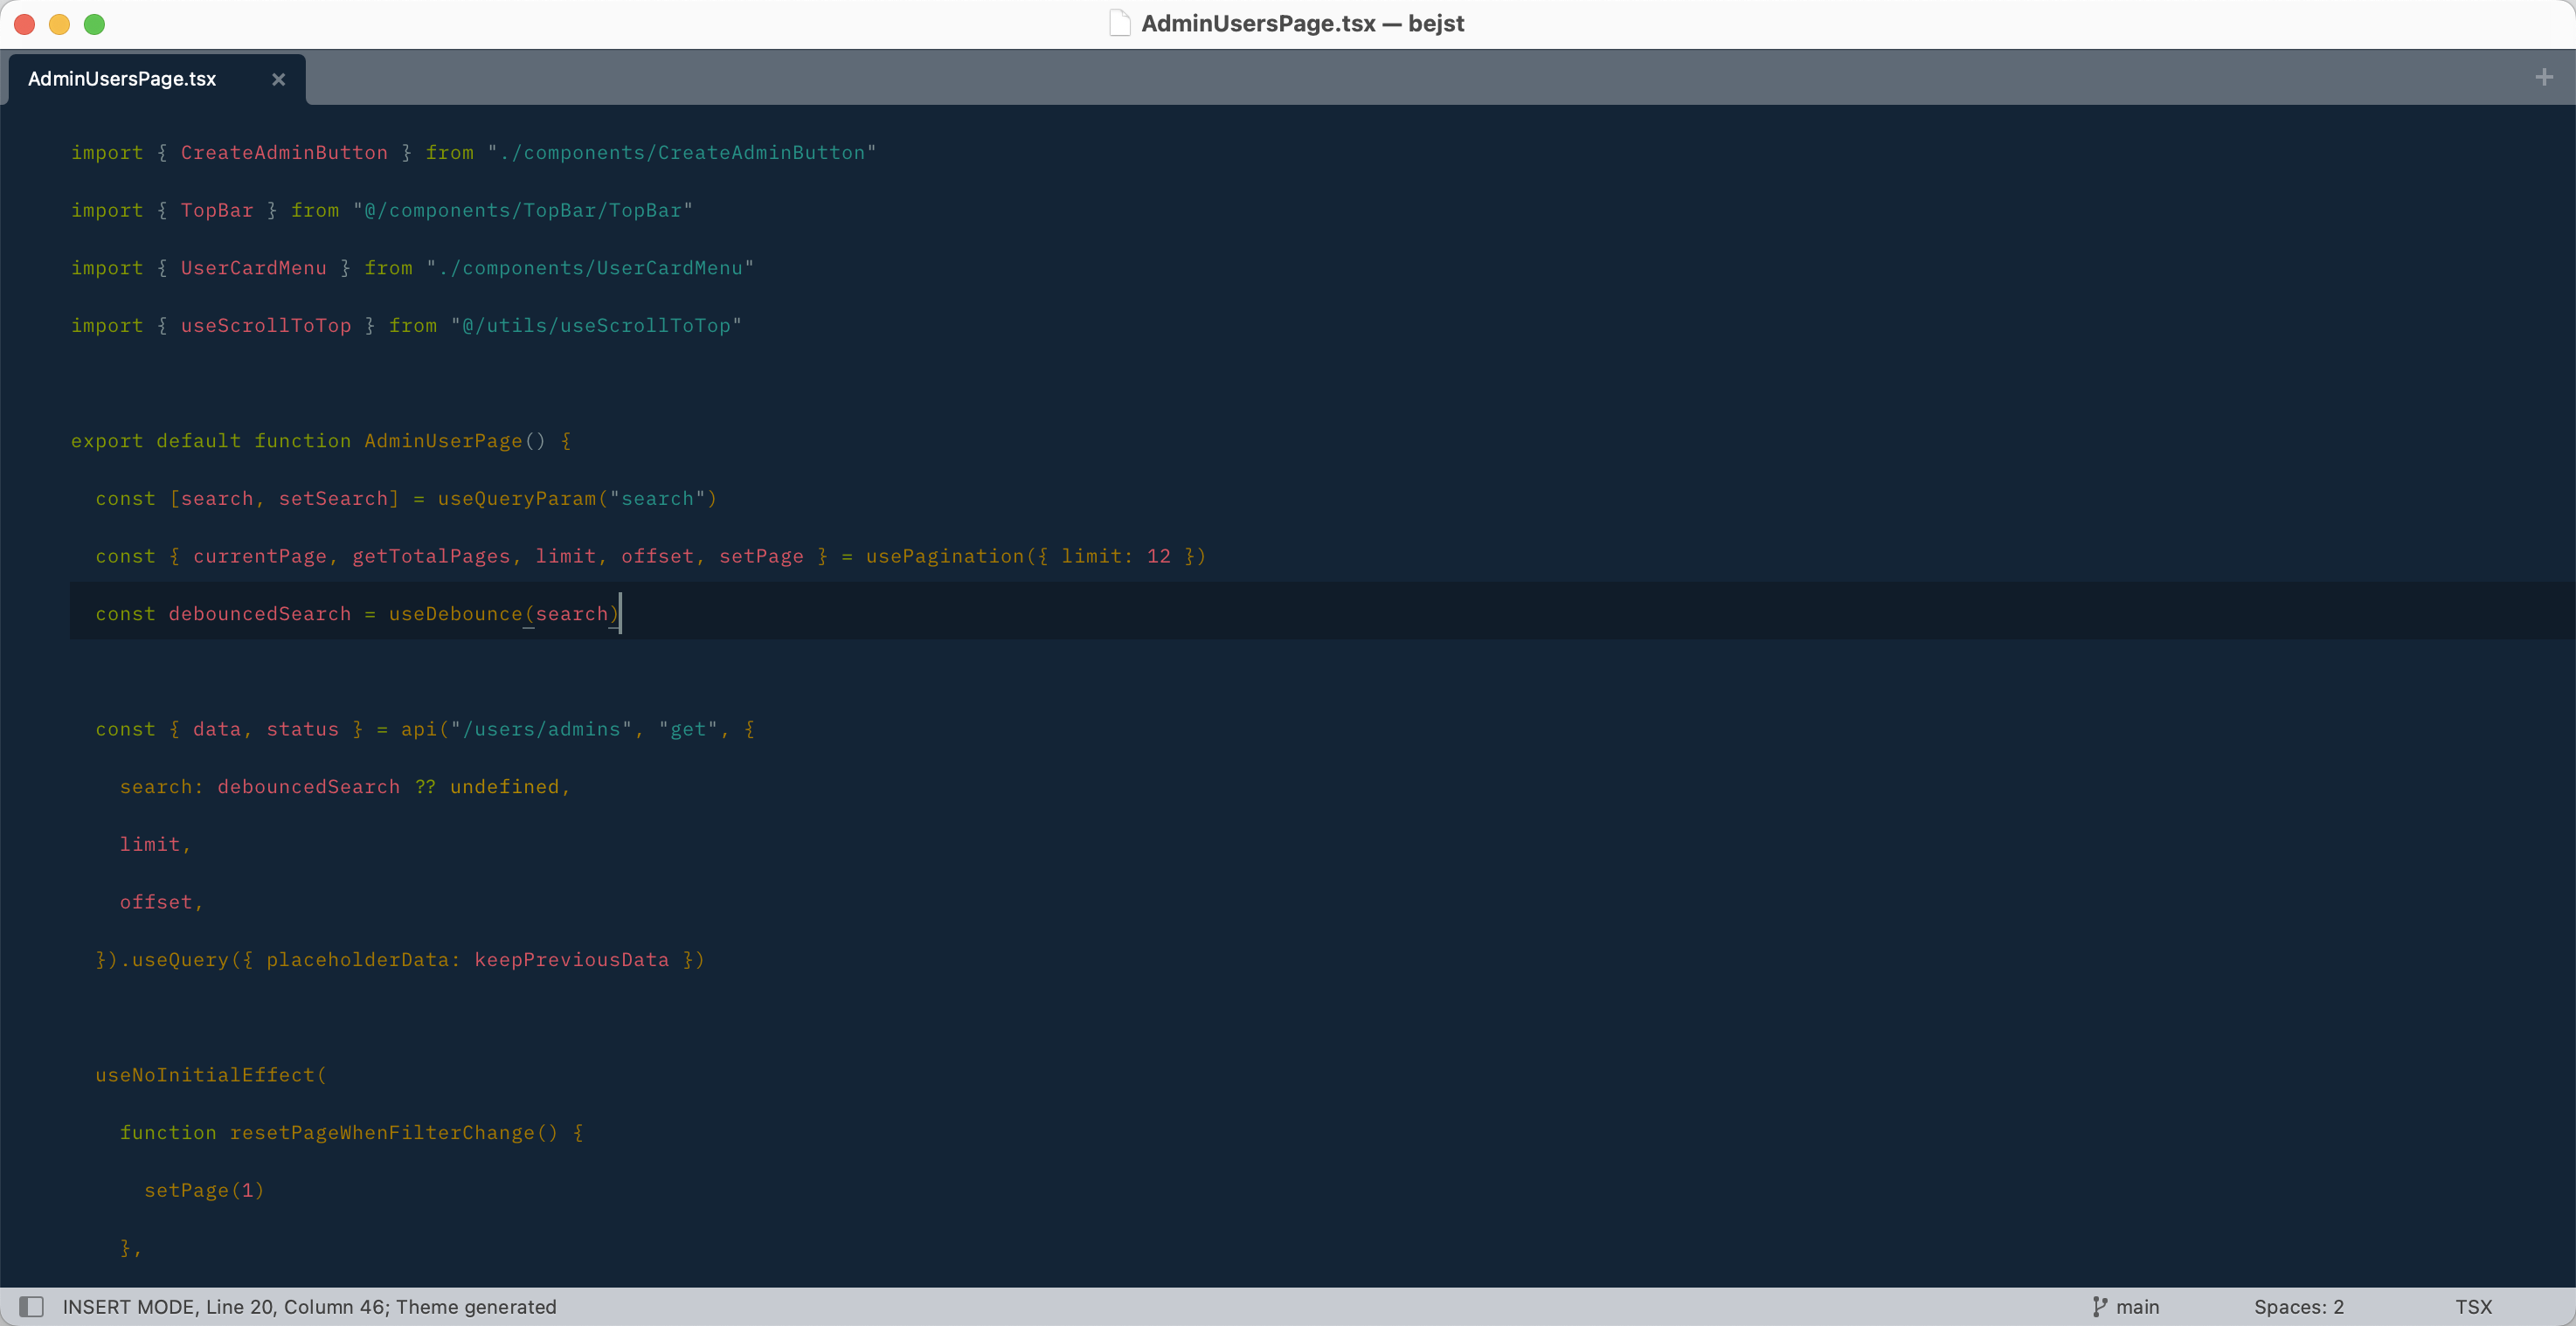 AdminUsersPage.tsx — bejst
AdminUsersPage.tsx
import { CreateAdminButton } from "./components/CreateAdminButton"
import { TopBar } from "@/components/TopBar/TopBar"
import { UserCardMenu } from "./components/UserCardMenu"
import { useScrollToTop } from "@/utils/useScrollToTop"
export default function AdminUserPage() {
const [search, setSearch] = useQueryParam("search")
const { currentPage, getTotalPages, limit, offset, setPage } = usePagination({ limit: 12 })
const debouncedSearch = useDebounce(search)
const { data, status } = api("/users/admins", "get", {
search: debouncedSearch ?? undefined,
limit,
offset,
}).useQuery({ placeholderData: keepPreviousData })
useNoInitialEffect(
function resetPageWhenFilterChange() {
setPage(1)
},
INSERT MODE, Line 20, Column 46; Theme generated
main
Spaces: 2
TSX